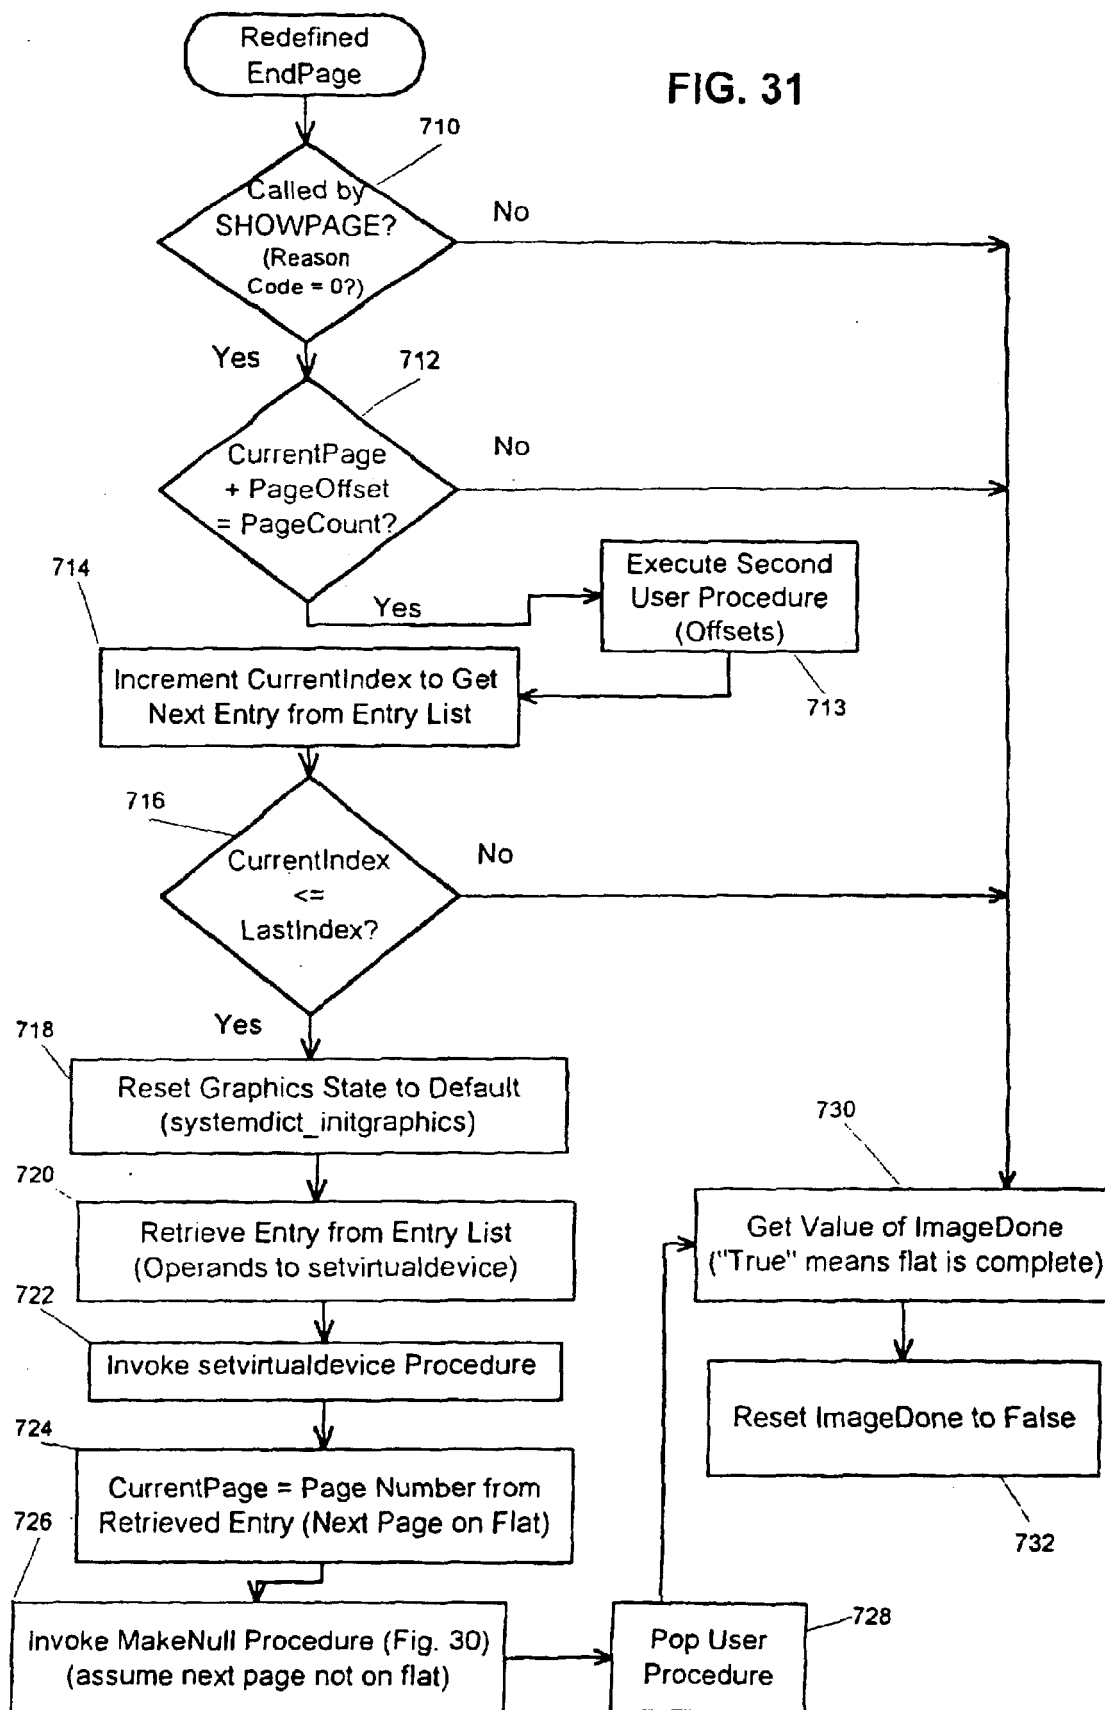 Redefined
EndPage
FIG. 31
710
Called by
SHOWPAGE?
(Reason
Code = 0?)
No
Yes
712
CurrentPage
+ PageOffset
= PageCount?
No
Yes
Execute Second
User Procedure
(Offsets)
713
714
Increment CurrentIndex to Get
Next Entry from Entry List
716
CurrentIndex
<=
LastIndex?
No
Yes
718
Reset Graphics State to Default
(systemdict_initgraphics)
720
Retrieve Entry from Entry List
(Operands to setvirtualdevice)
722
Invoke setvirtualdevice Procedure
724
CurrentPage = Page Number from
Retrieved Entry (Next Page on Flat)
726
Invoke MakeNull Procedure (Fig. 30)
(assume next page not on flat)
728
Pop User
Procedure
730
Get Value of ImageDone
("True" means flat is complete)
Reset ImageDone to False
732